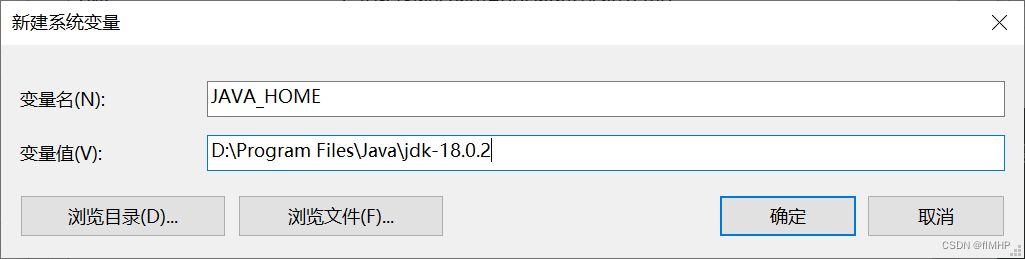 新建系统变量
变量名(N):
JAVA_HOME
变量值(V):
D:\Program Files\Java\jdk-18.0.2
浏览目录(D)...
浏览文件(F)...
确定
取消
CSDN @flMHP